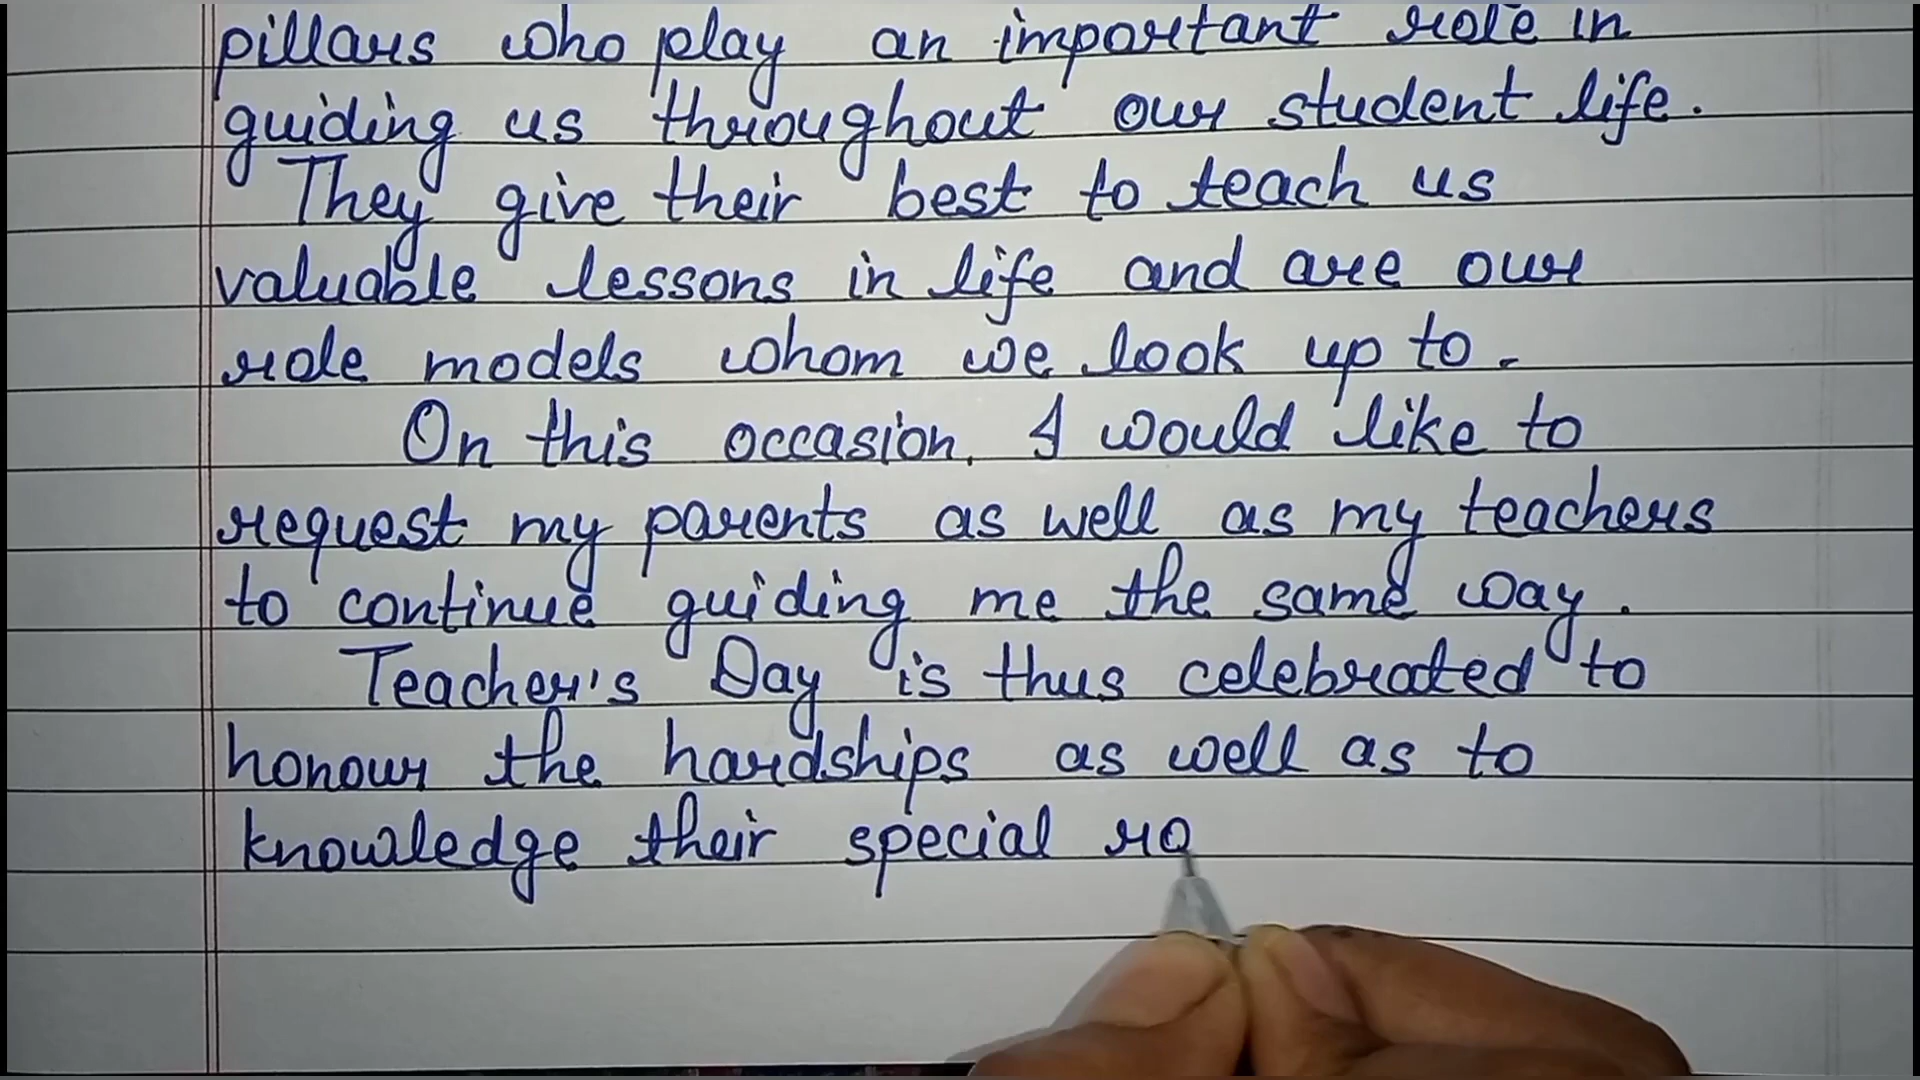 pillars who play an important role in
guiding us throughout our student life.
They give their best to teach us
valuable lessons in life and are our
role models whom we look up to.
On this occasion, I would like to
request my parents as well as my teachers
to continue guiding me the same way.
Teacher's Day is thus celebrated to
honour the hardships as well as to
knowledge their special ro